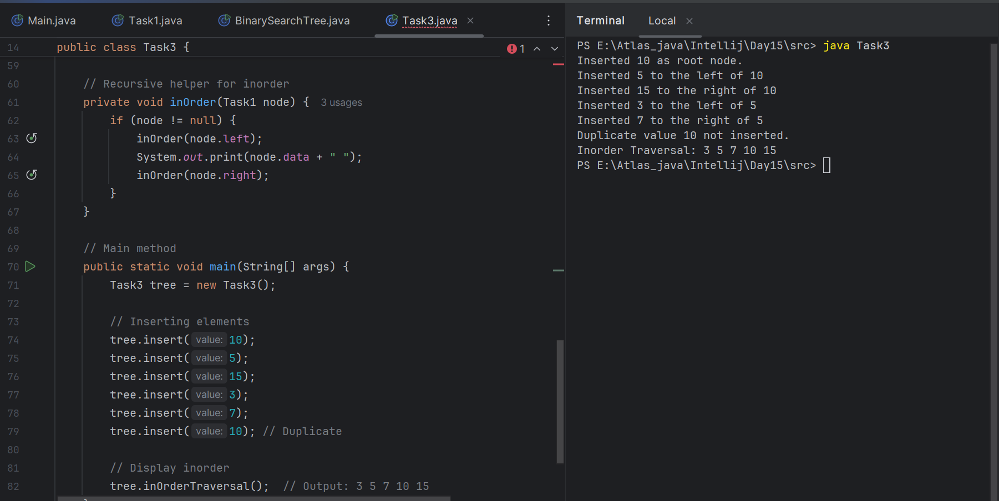 Main.java Task1.java BinarySearchTree.java Task3.java
14 public class Task3 { 1
59
60 // Recursive helper for inorder
61 private void inOrder(Task1 node) { 3 usages
62 if (node != null) {
63 inOrder(node.left);
64 System.out.print(node.data + " ");
65 inOrder(node.right);
66 }
67 }
68
69 // Main method
70 public static void main(String[] args) {
71 Task3 tree = new Task3();
72
73 // Inserting elements
74 tree.insert( value: 10);
75 tree.insert( value: 5);
76 tree.insert( value: 15);
77 tree.insert( value: 3);
78 tree.insert( value: 7);
79 tree.insert( value: 10); // Duplicate
80
81 // Display inorder
82 tree.inOrderTraversal(); // Output: 3 5 7 10 15
Terminal Local
PS E:\Atlas_java\Intellij\Day15\src> java Task3
Inserted 10 as root node.
Inserted 5 to the left of 10
Inserted 15 to the right of 10
Inserted 3 to the left of 5
Inserted 7 to the right of 5
Duplicate value 10 not inserted.
Inorder Traversal: 3 5 7 10 15
PS E:\Atlas_java\Intellij\Day15\src>